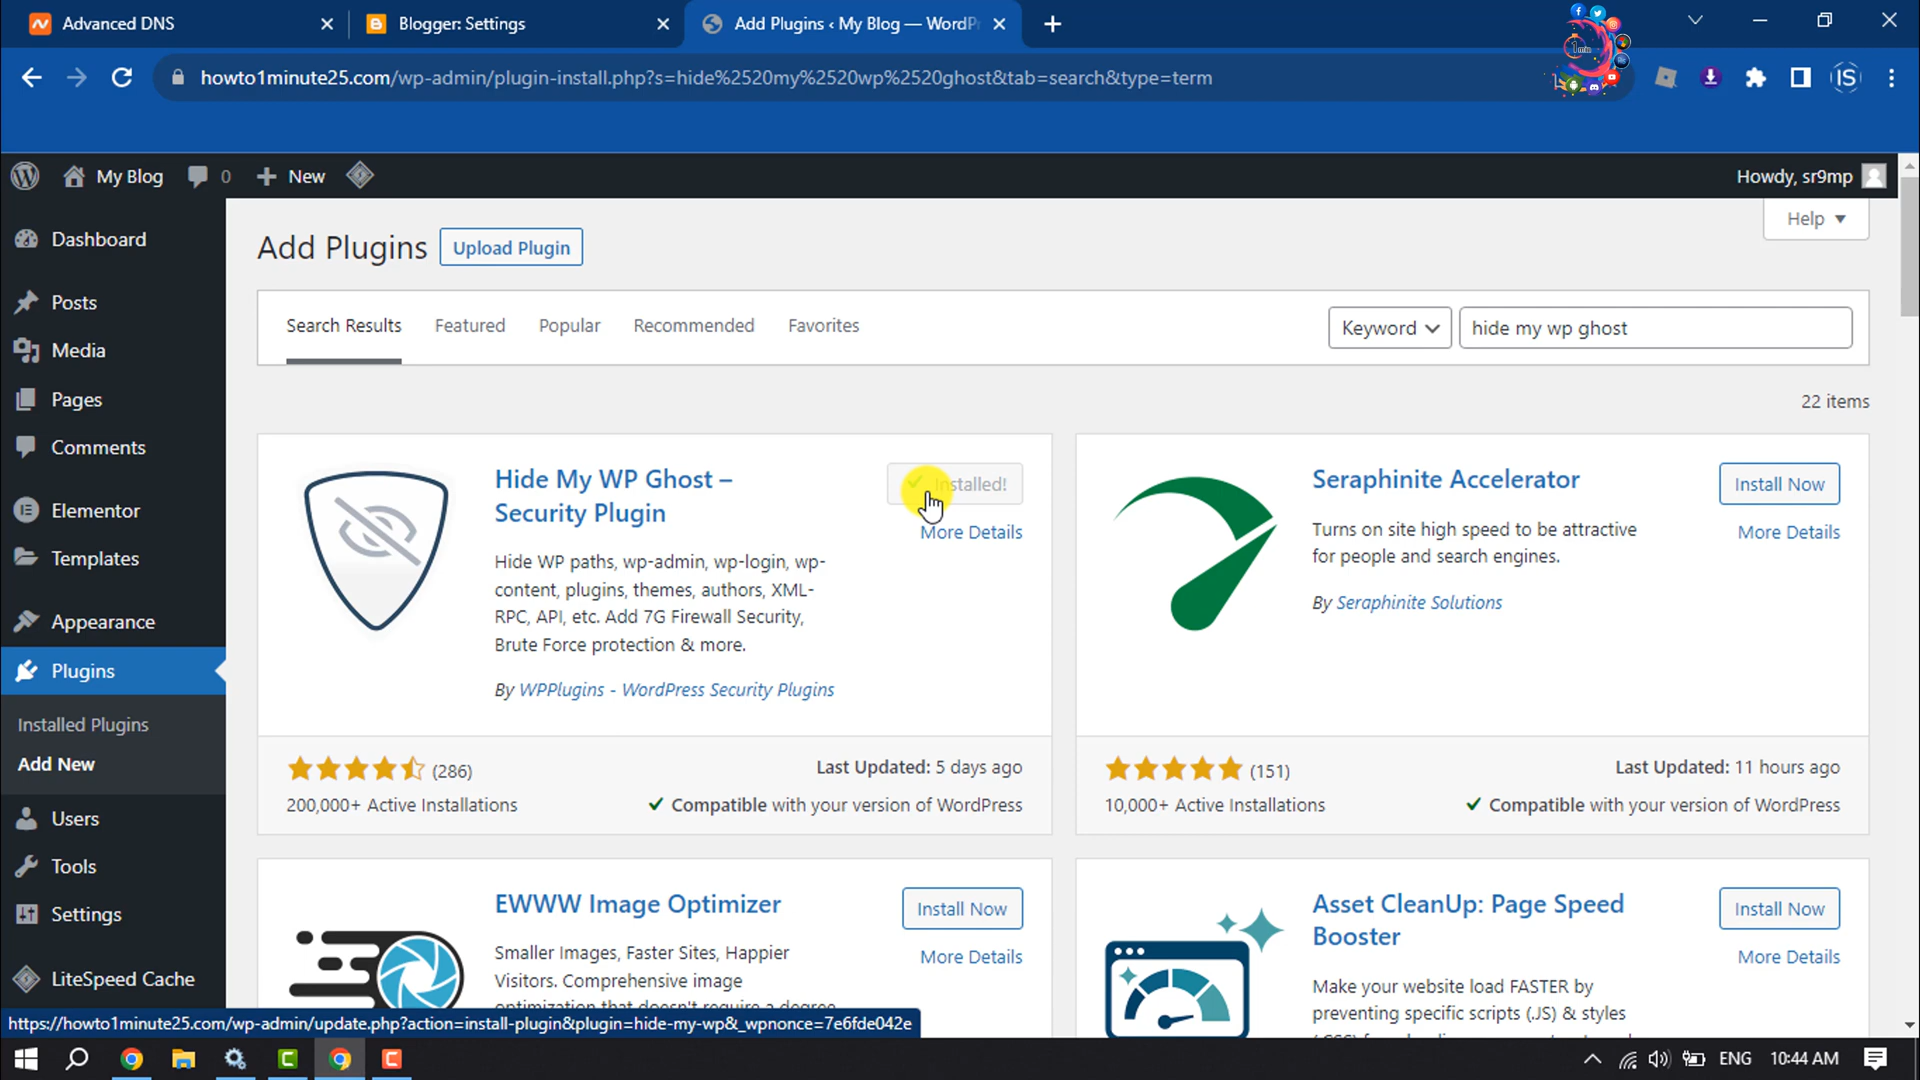 Advanced DNS
Blogger: Settings
Add Plugins ‹ My Blog — WordPr
howto1minute25.com/wp-admin/plugin-install.php?s=hide%2520my%2520wp%2520ghost&tab=search&type=term
1min
IS
My Blog
0
New
Howdy, sr9mp
Help
Dashboard
Posts
Media
Pages
Comments
Elementor
Templates
Appearance
Plugins
Installed Plugins
Add New
Users
Tools
Settings
LiteSpeed Cache
Add Plugins
Upload Plugin
Search Results
Featured
Popular
Recommended
Favorites
Keyword
hide my wp ghost
22 items
Hide My WP Ghost –
Security Plugin
Installed!
More Details
Hide WP paths, wp-admin, wp-login, wp-
content, plugins, themes, authors, XML-
RPC, API, etc. Add 7G Firewall Security,
Brute Force protection & more.
By WPPlugins - WordPress Security Plugins
(286)
Last Updated: 5 days ago
200,000+ Active Installations
Compatible with your version of WordPress
Seraphinite Accelerator
Install Now
More Details
Turns on site high speed to be attractive
for people and search engines.
By Seraphinite Solutions
(151)
Last Updated: 11 hours ago
10,000+ Active Installations
Compatible with your version of WordPress
EWWW Image Optimizer
Install Now
More Details
Smaller Images, Faster Sites, Happier
Visitors. Comprehensive image
optimization that doesn't require a degree
Asset CleanUp: Page Speed
Booster
Install Now
More Details
Make your website load FASTER by
preventing specific scripts (.JS) & styles
https://howto1minute25.com/wp-admin/update.php?action=install-plugin&plugin=hide-my-wp&_wpnonce=7e6fde042e
ENG
10:44 AM